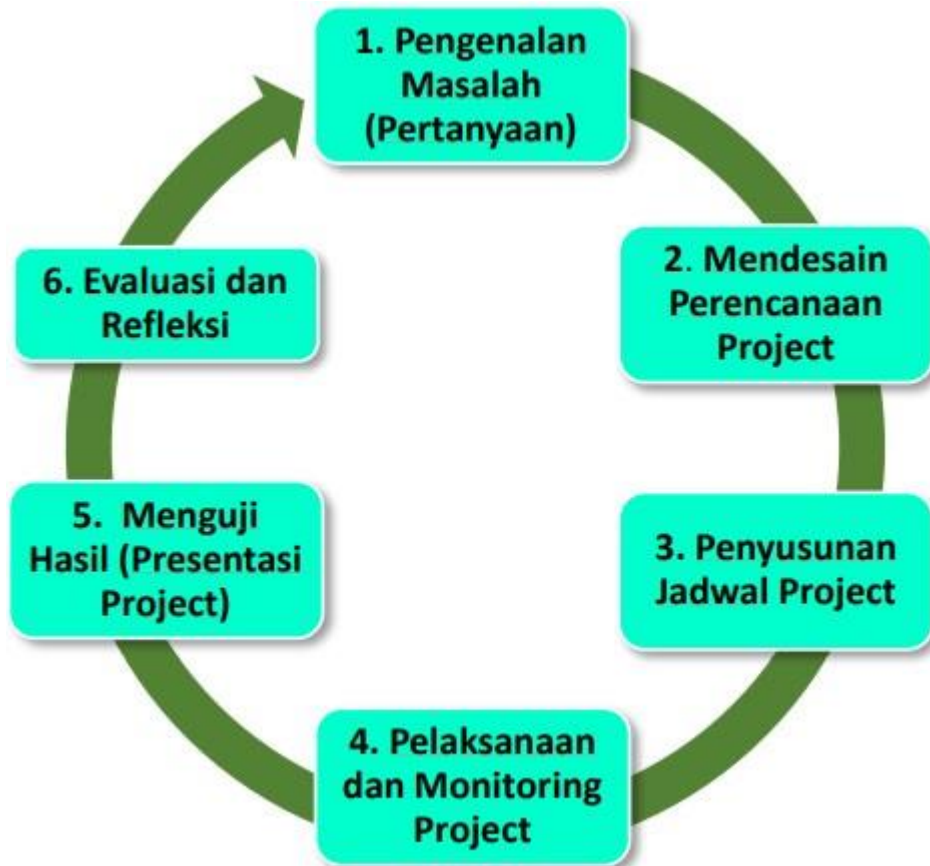 1. Pengenalan
Masalah
(Pertanyaan)
2. Mendesain
Perencanaan
Project
3. Penyusunan
Jadwal Project
4. Pelaksanaan
dan Monitoring
Project
5. Menguji
Hasil (Presentasi
Project)
6. Evaluasi dan
Refleksi